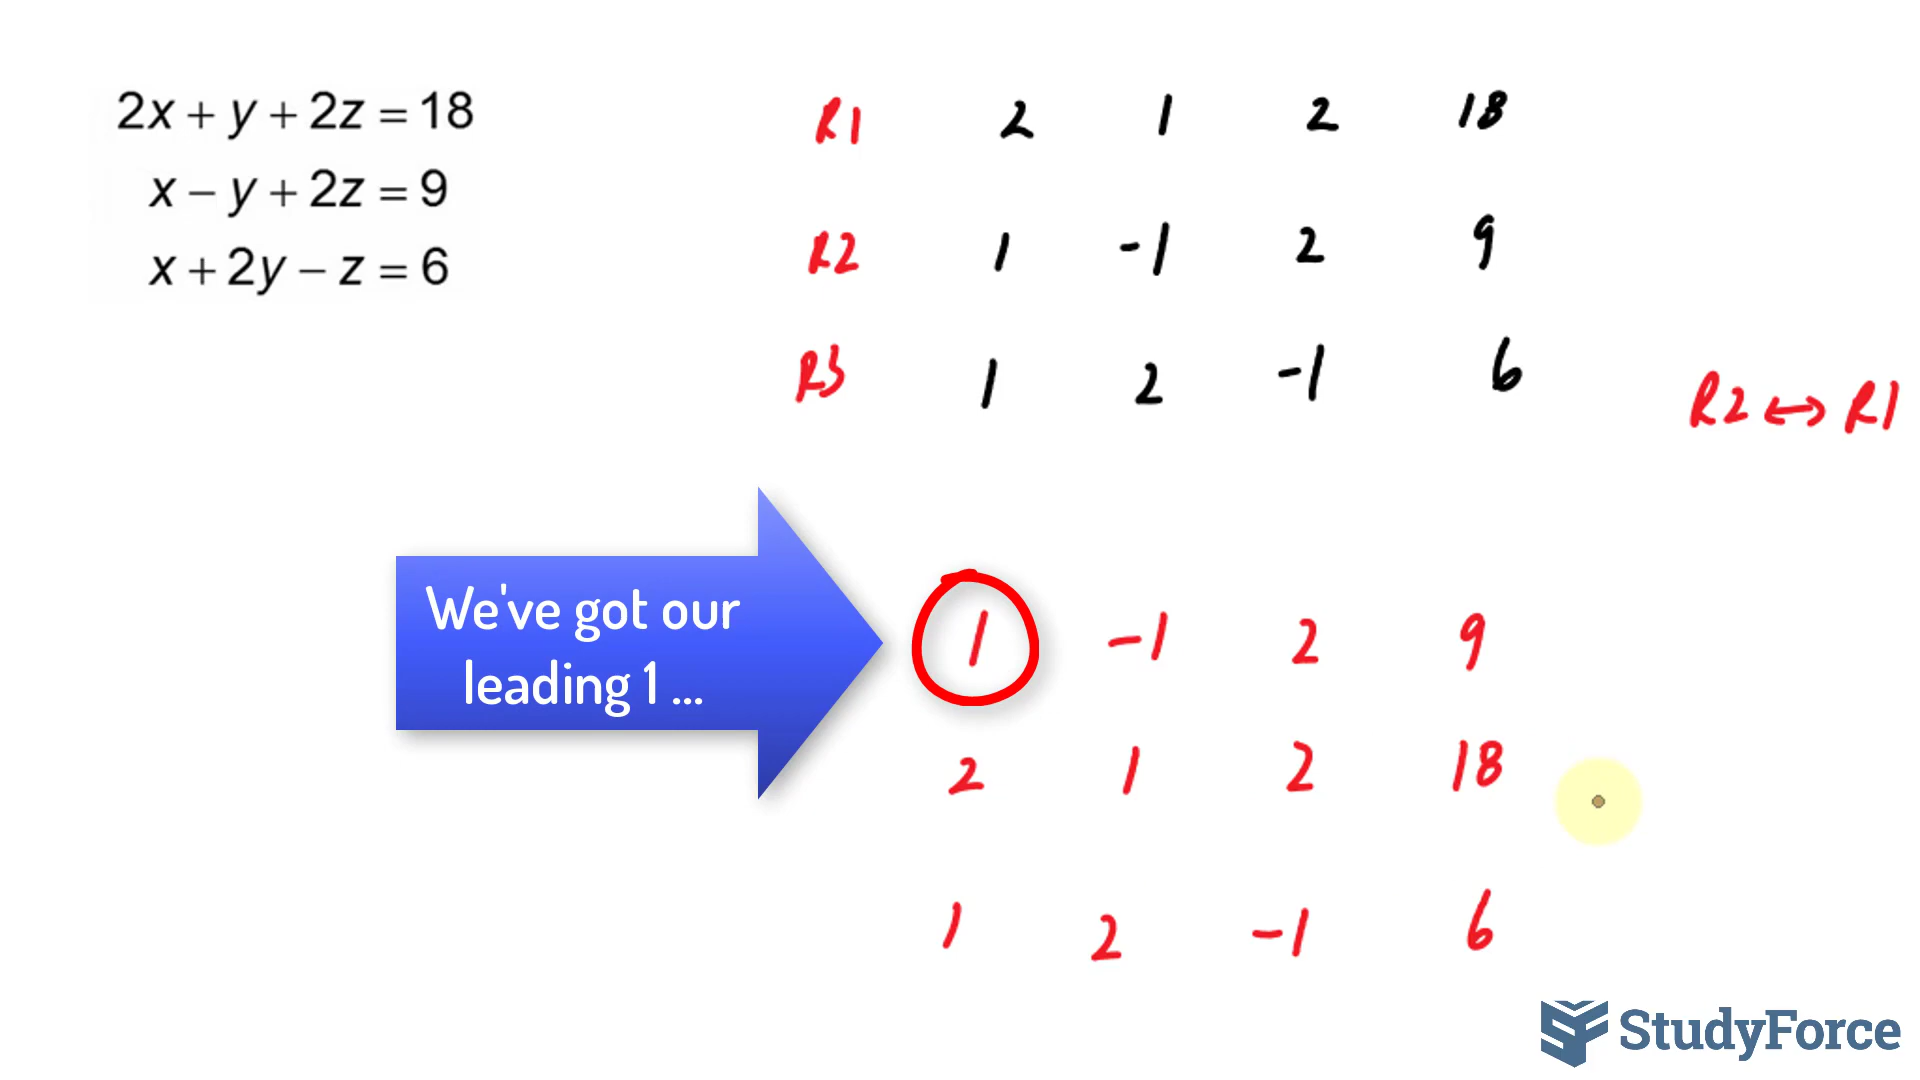 2x + y + 2z = 18
x − y + 2z = 9
x + 2y − z = 6
R1 2 1 2 18
R2 1 -1 2 9
R3 1 2 -1 6
R2 ↔ R1
We've got our
leading 1 ...
1 -1 2 9
2 1 2 18
1 2 -1 6
StudyForce